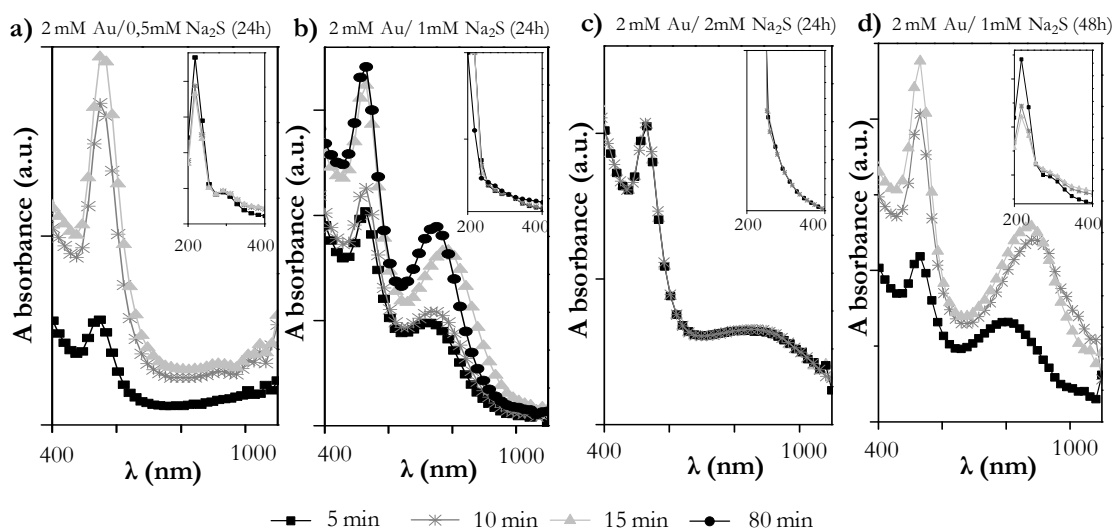 a) 2 mM Au/0,5mM Na₂S (24h)
b) 2 mM Au/ 1mM Na₂S (24h)
c) 2 mM Au/ 2mM Na₂S (24h)
d) 2 mM Au/ 1mM Na₂S (48h)
A bsorbance (a.u.)
200 400
400 1000
λ (nm)
A bsorbance (a.u.)
200 400
400 1000
λ (nm)
A bsorbance (a.u.)
200 400
400 1000
λ (nm)
A bsorbance (a.u.)
200 400
400 1000
λ (nm)
5 min 10 min 15 min 80 min